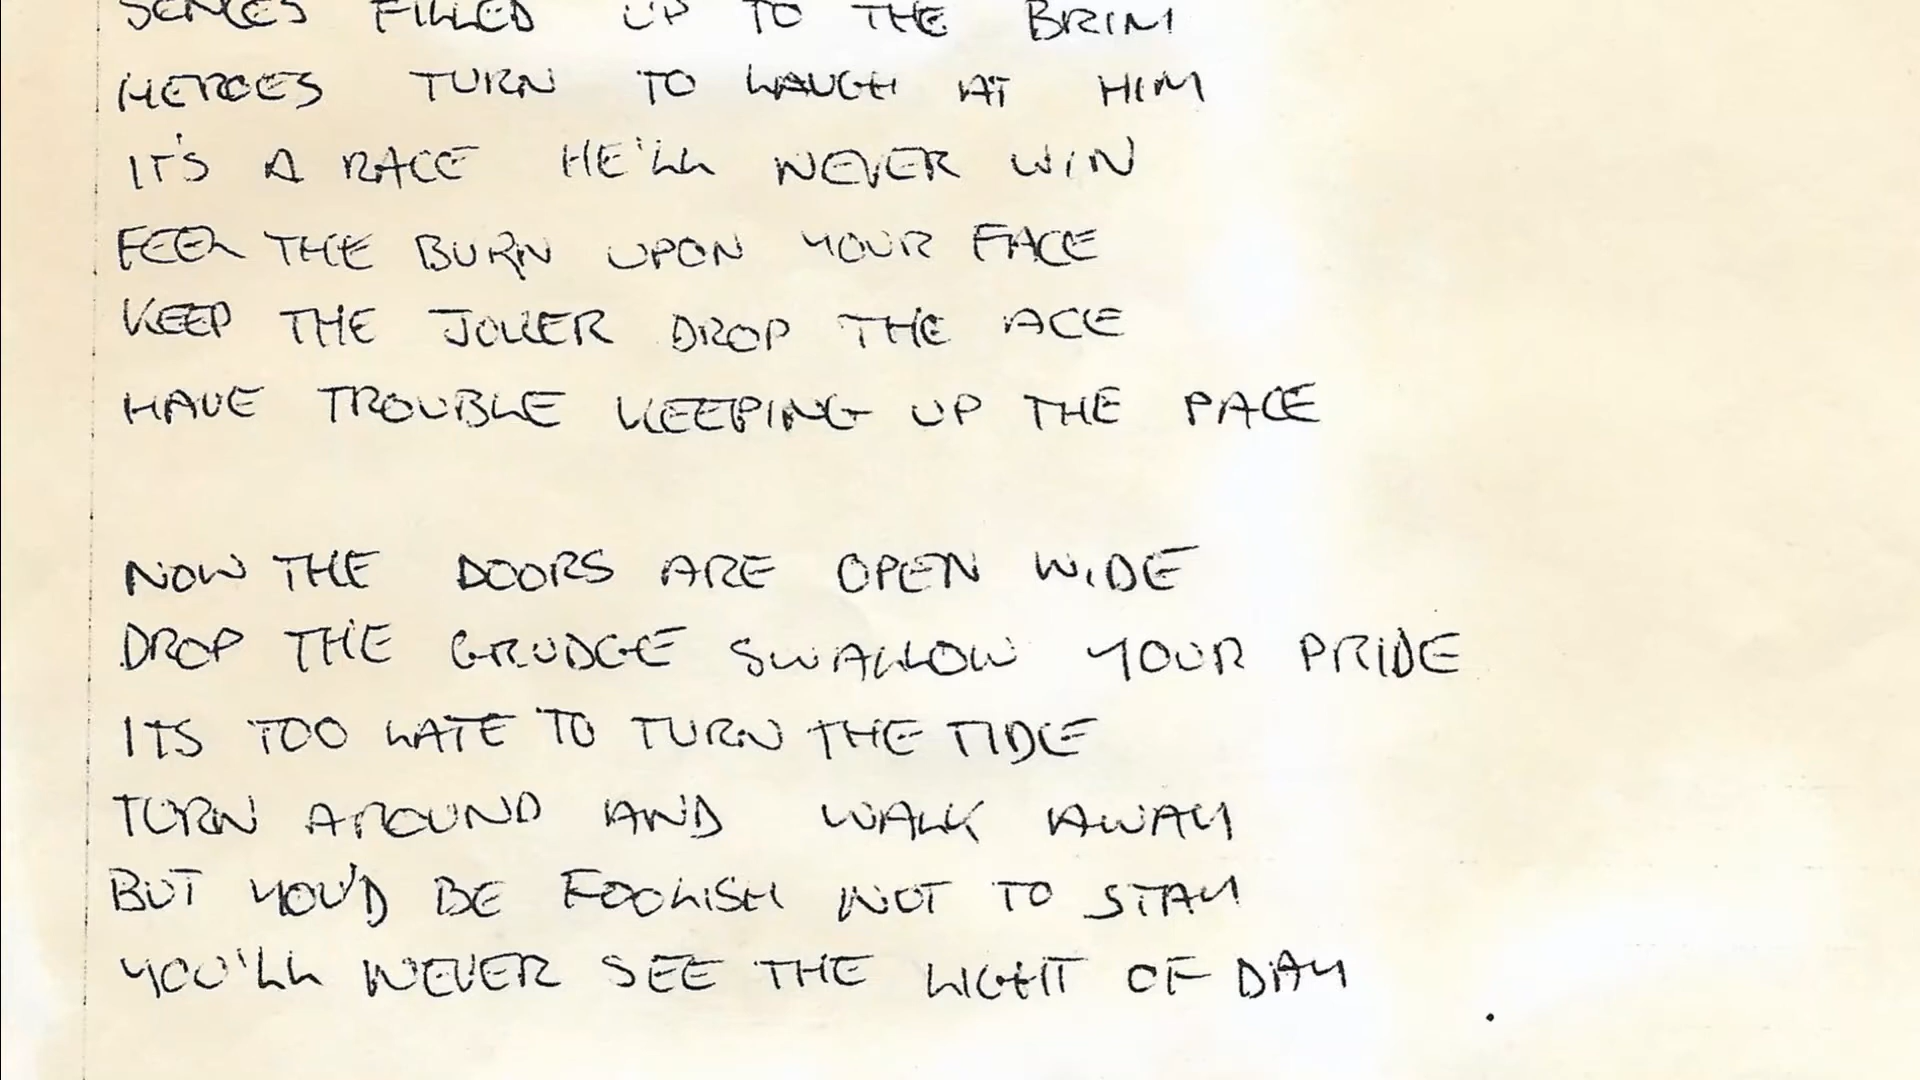 FILLED UP TO THE BRIM
HEROES TURN TO LAUGH AT HIM
IT'S A RACE HE'LL NEVER WIN
FEEL THE BURN UPON YOUR FACE
KEEP THE JOKER DROP THE ACE
HAVE TROUBLE KEEPING UP THE PACE
NOW THE DOORS ARE OPEN WIDE
DROP THE GRUDGE SWALLOW YOUR PRIDE
ITS TOO LATE TO TURN THE TIDE
TURN AROUND AND WALK AWAY
BUT YOU'D BE FOOLISH NOT TO STAY
YOU'LL NEVER SEE THE LIGHT OF DAY